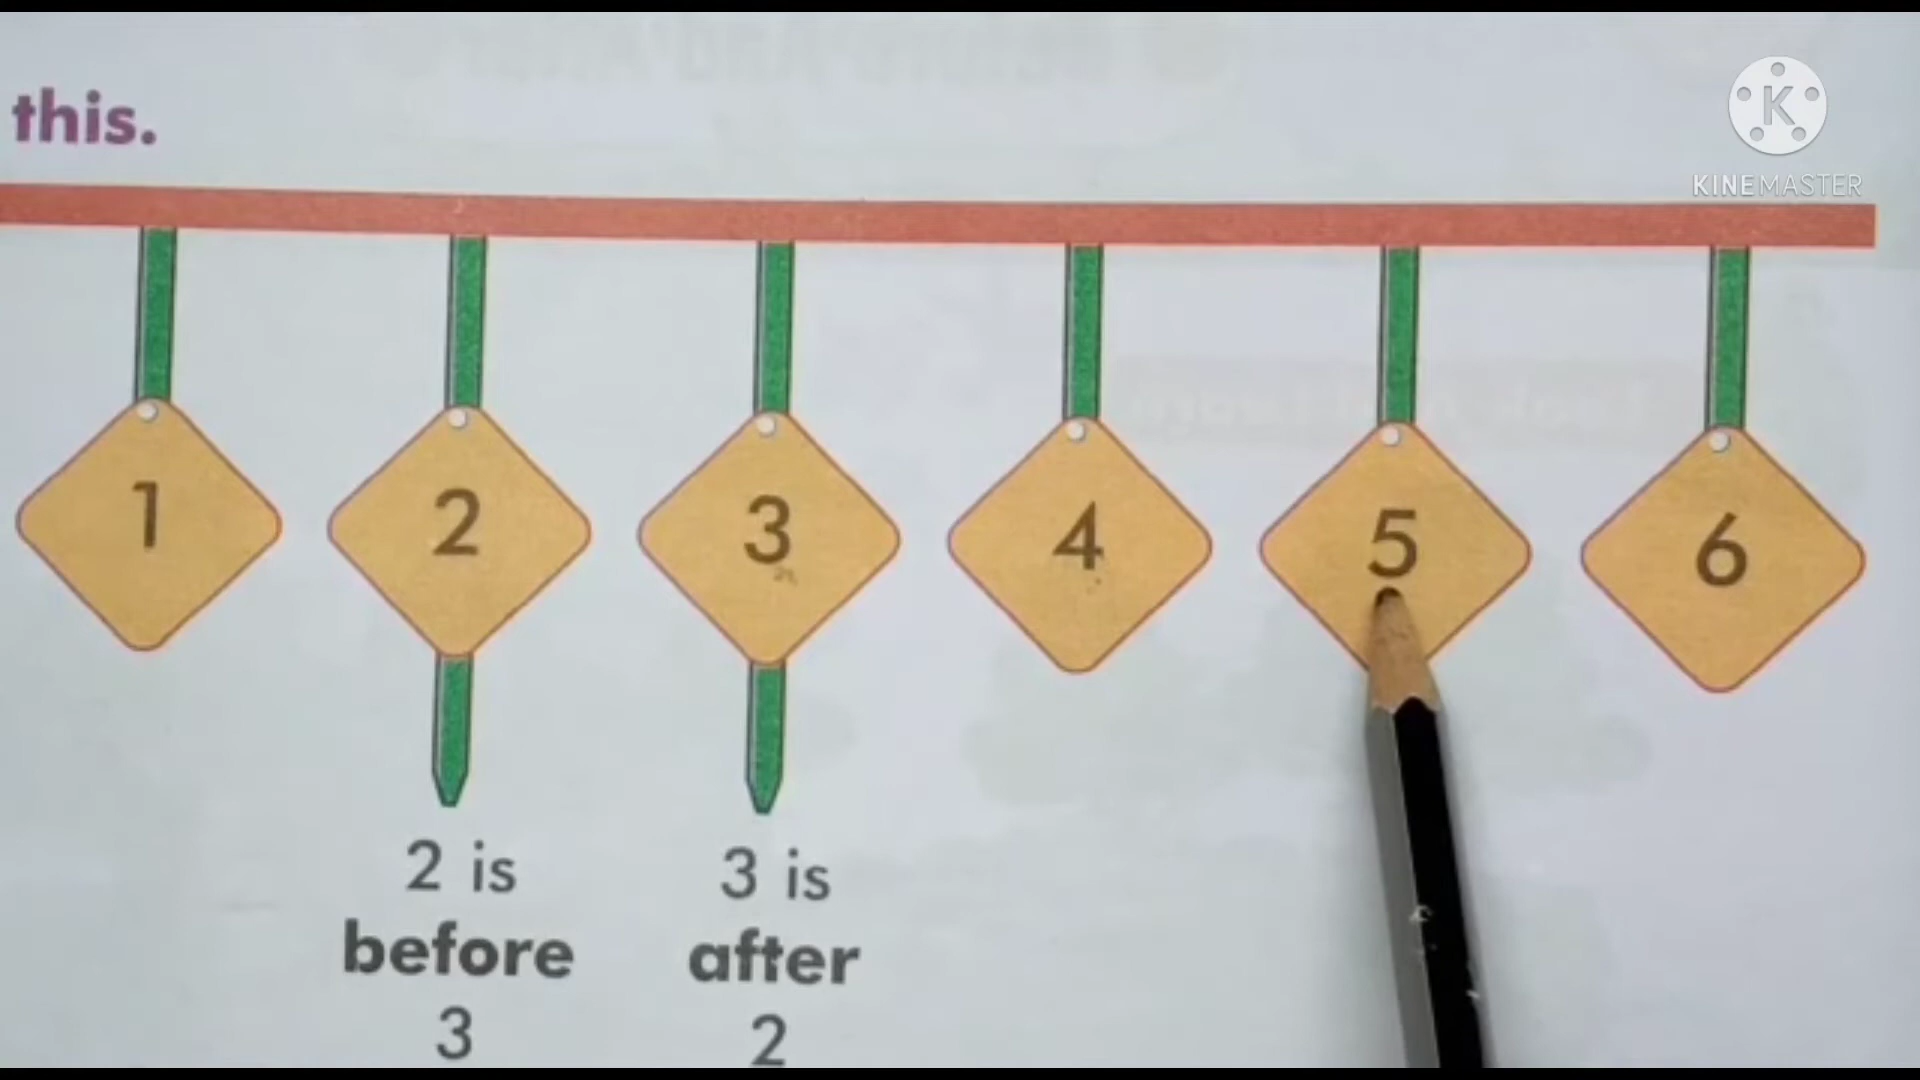 this.
KINEMASTER
1 2 3 4 5 6
2 is
before
3
3 is
after
2